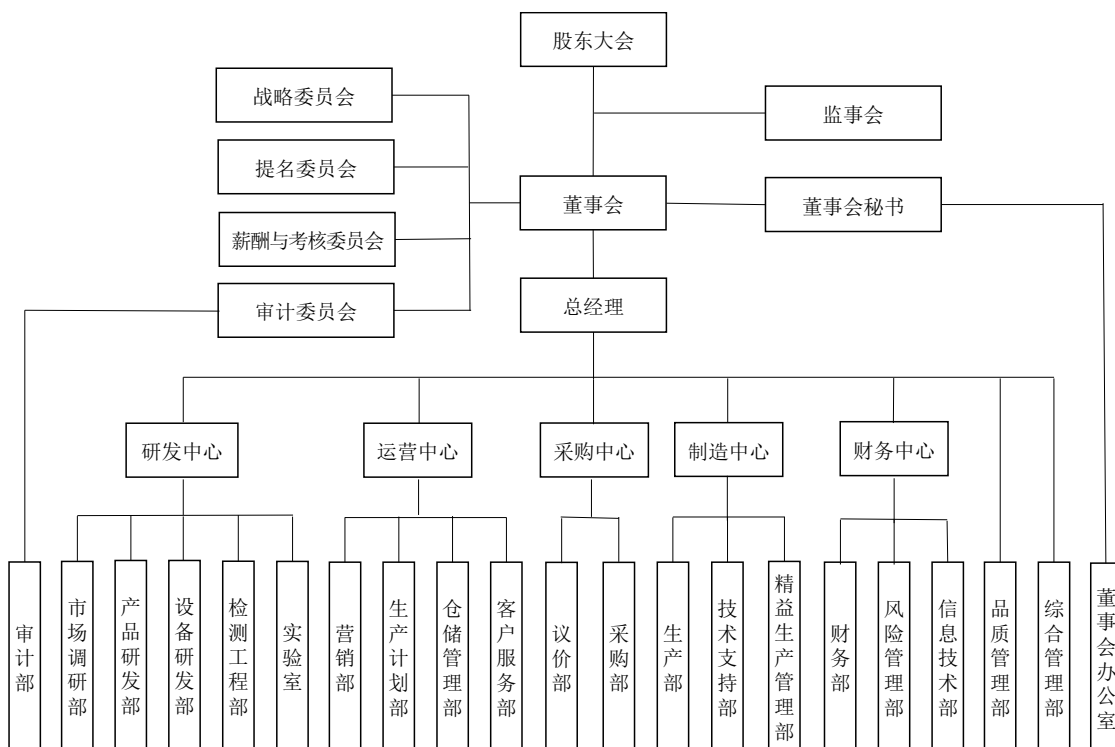 股东大会
战略委员会
监事会
提名委员会
董事会
董事会秘书
薪酬与考核委员会
审计委员会
总经理
研发中心
运营中心
采购中心
制造中心
财务中心
审计部
市场调研部
产品研发部
设备研发部
检测工程部
实验室
营销部
生产计划部
仓储管理部
客户服务部
议价部
采购部
生产部
技术支持部
精益生产管理部
财务部
风险管理部
信息技术部
品质管理部
综合管理部
董事会办公室